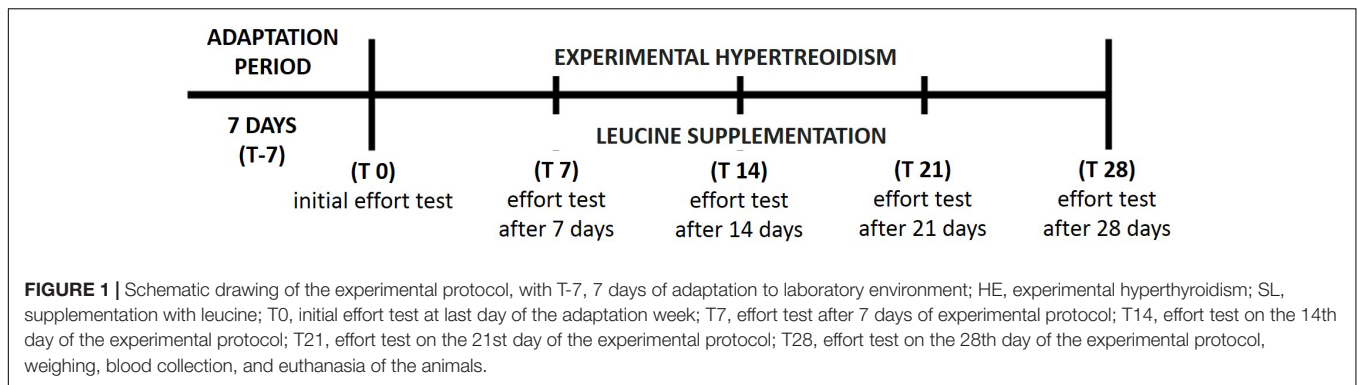 ADAPTATION
PERIOD
EXPERIMENTAL HYPERTREOIDISM
7 DAYS
(T-7)
LEUCINE SUPPLEMENTATION
(T 0)
initial effort test
(T 7)
effort test
after 7 days
(T 14)
effort test
after 14 days
(T 21)
effort test
after 21 days
(T 28)
effort test
after 28 days
FIGURE 1 | Schematic drawing of the experimental protocol, with T-7, 7 days of adaptation to laboratory environment; HE, experimental hyperthyroidism; SL,
supplementation with leucine; T0, initial effort test at last day of the adaptation week; T7, effort test after 7 days of experimental protocol; T14, effort test on the 14th
day of the experimental protocol; T21, effort test on the 21st day of the experimental protocol; T28, effort test on the 28th day of the experimental protocol,
weighing, blood collection, and euthanasia of the animals.